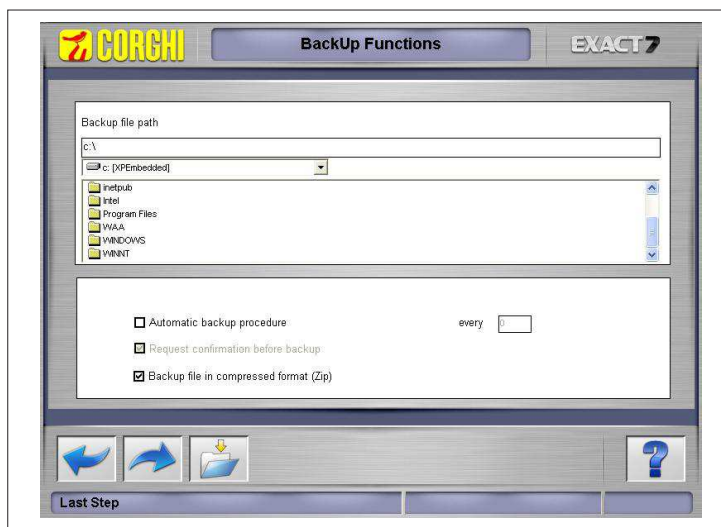 CORGHI
BackUp Functions
EXACT7
Backup file path
c:\
c: [XPEmbedded]
inetpub
Intel
Program Files
WAA
WINDOWS
WINNT
Automatic backup procedure every 0
Request confirmation before backup
Backup file in compressed format (Zip)
?
Last Step